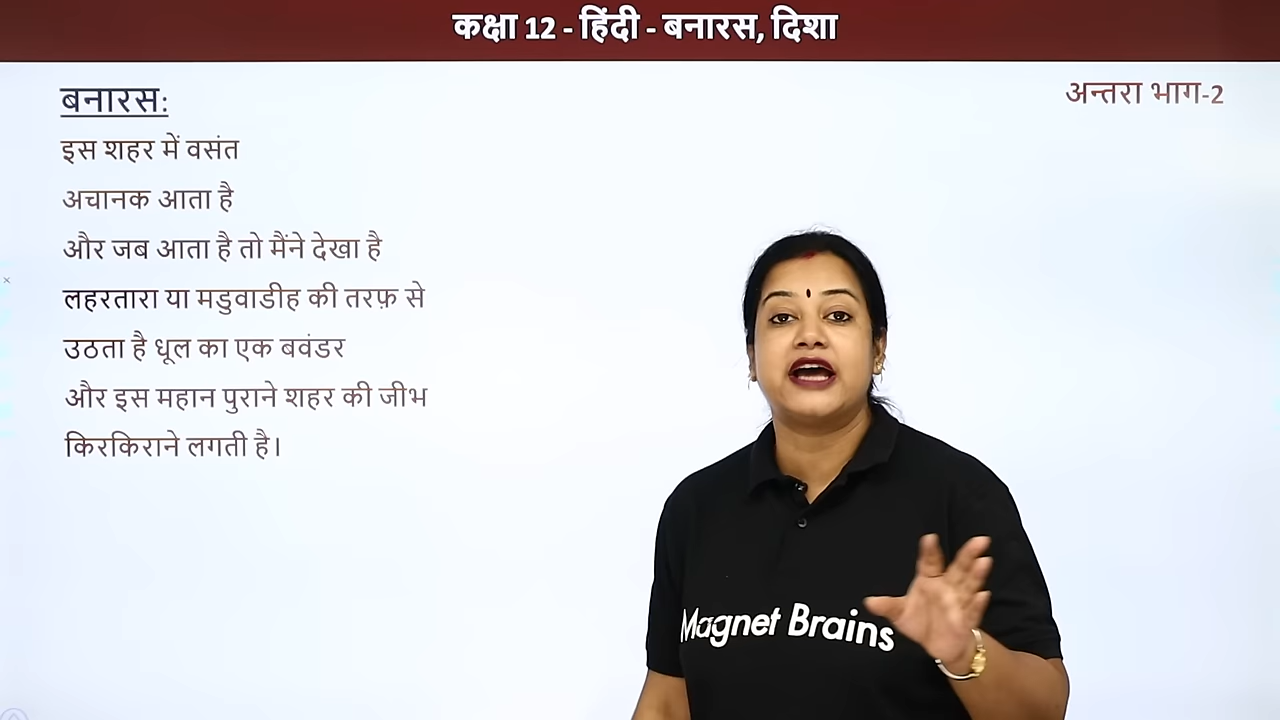 कक्षा 12 - हिंदी - बनारस, दिशा
बनारस:
अन्तरा भाग-2
इस शहर में वसंत
अचानक आता है
और जब आता है तो मैंने देखा है
लहरतारा या मडुवाडीह की तरफ़ से
उठता है धूल का एक बवंडर
और इस महान पुराने शहर की जीभ
किरकिराने लगती है।
Magnet Brains